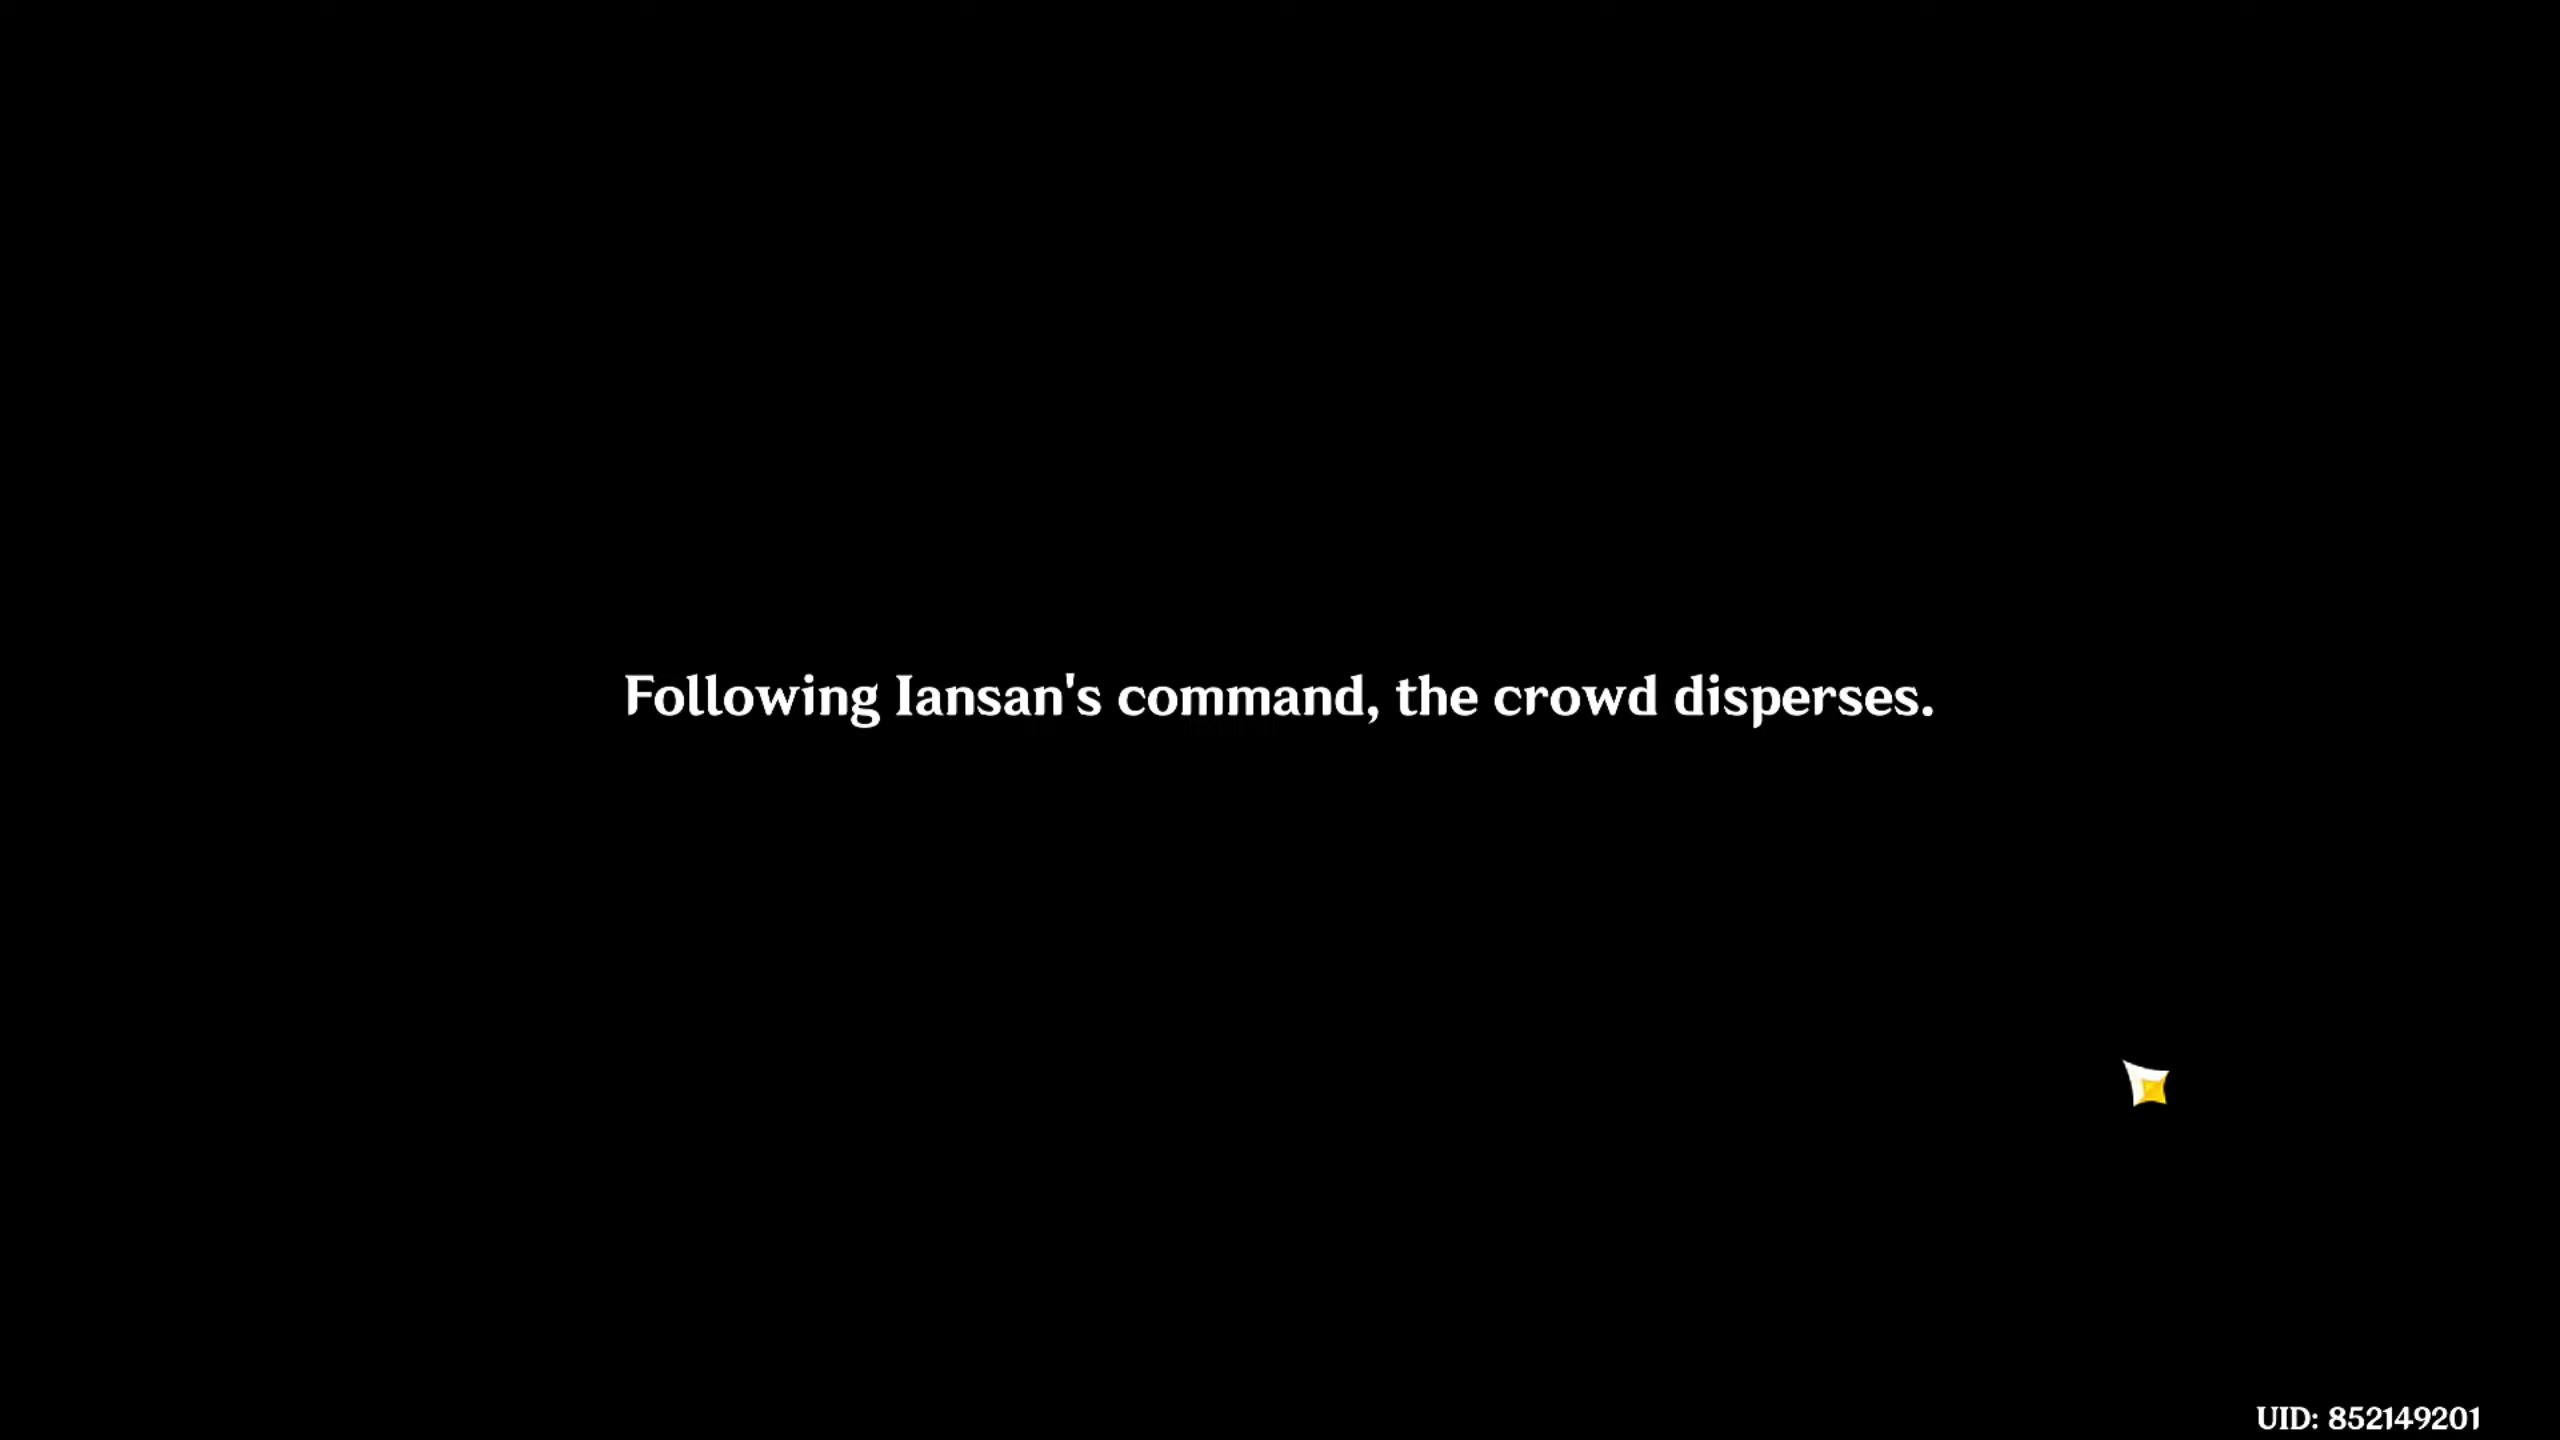 Following Iansan's command, the crowd disperses.
UID: 852149201